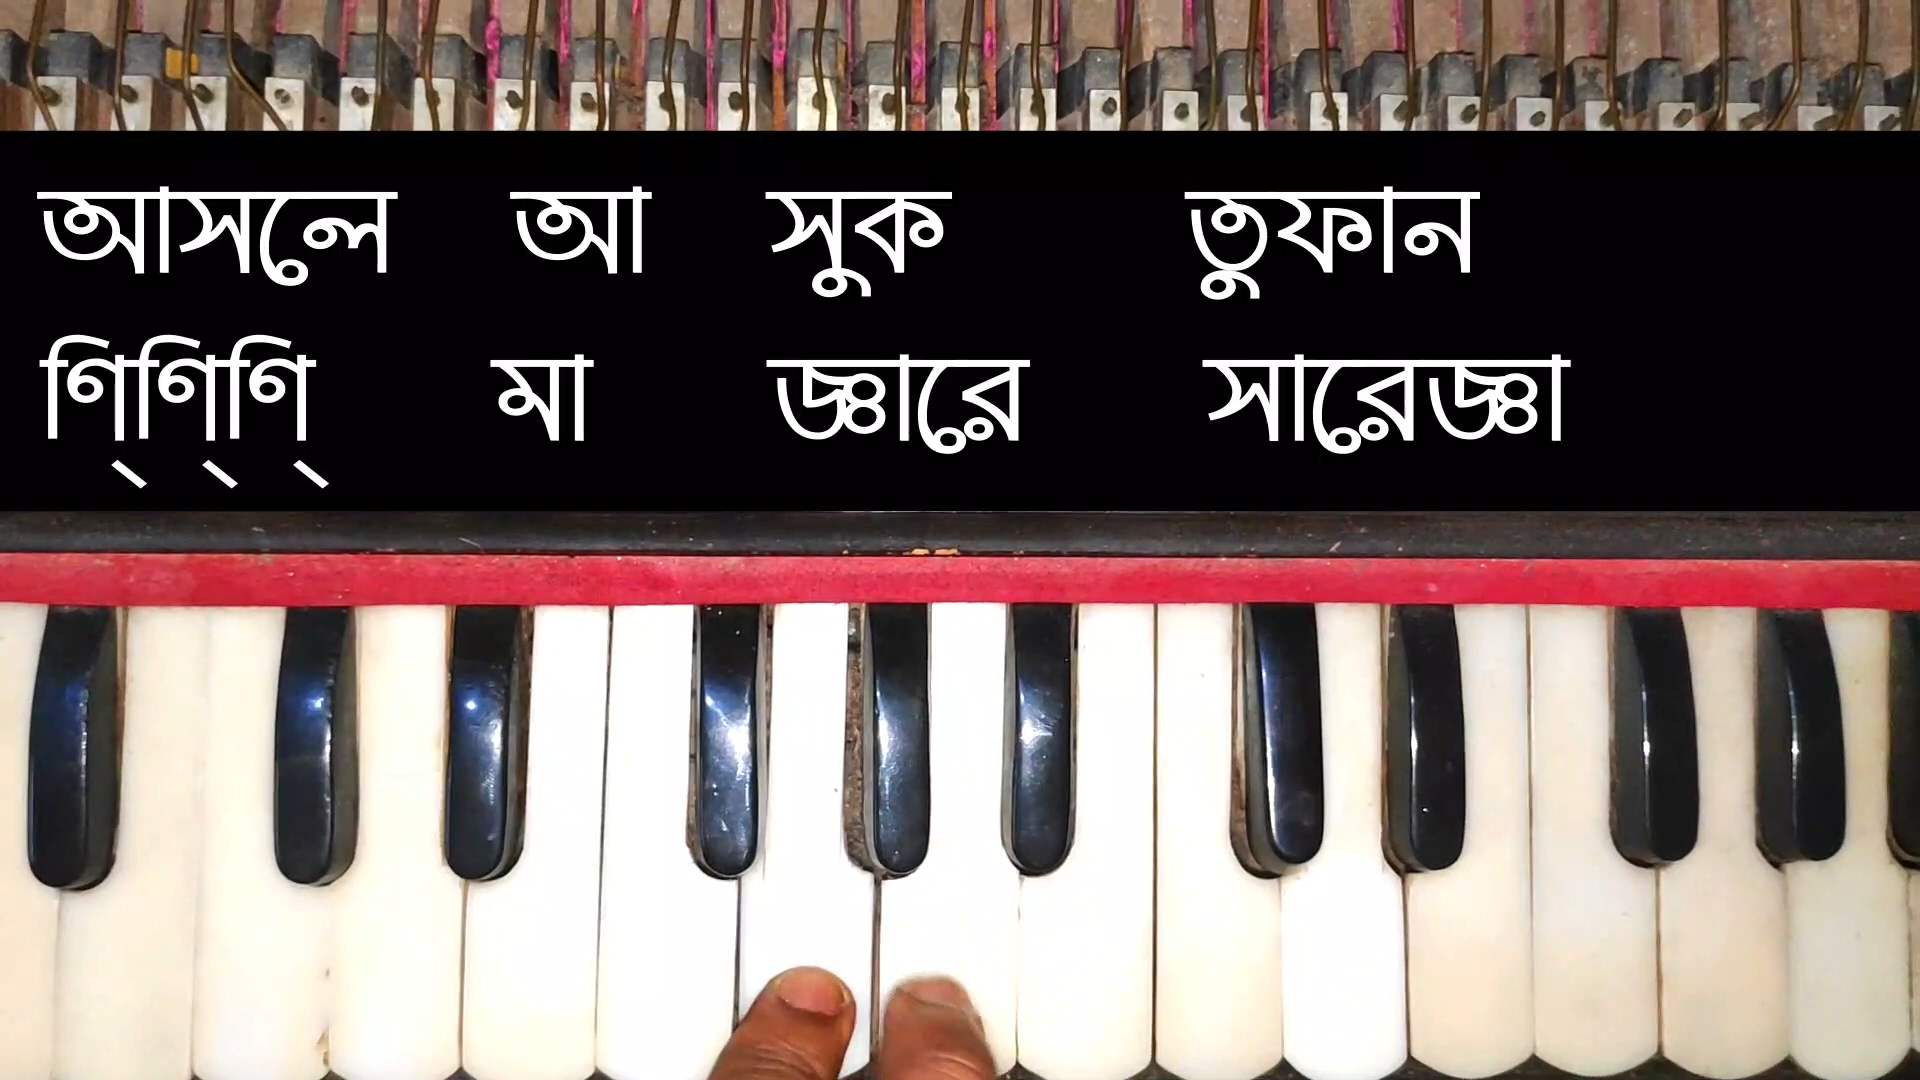 আসলে আ সুক তুফান
ণি্ণি্ণি্ মা জ্ঞারে সারেজ্ঞা